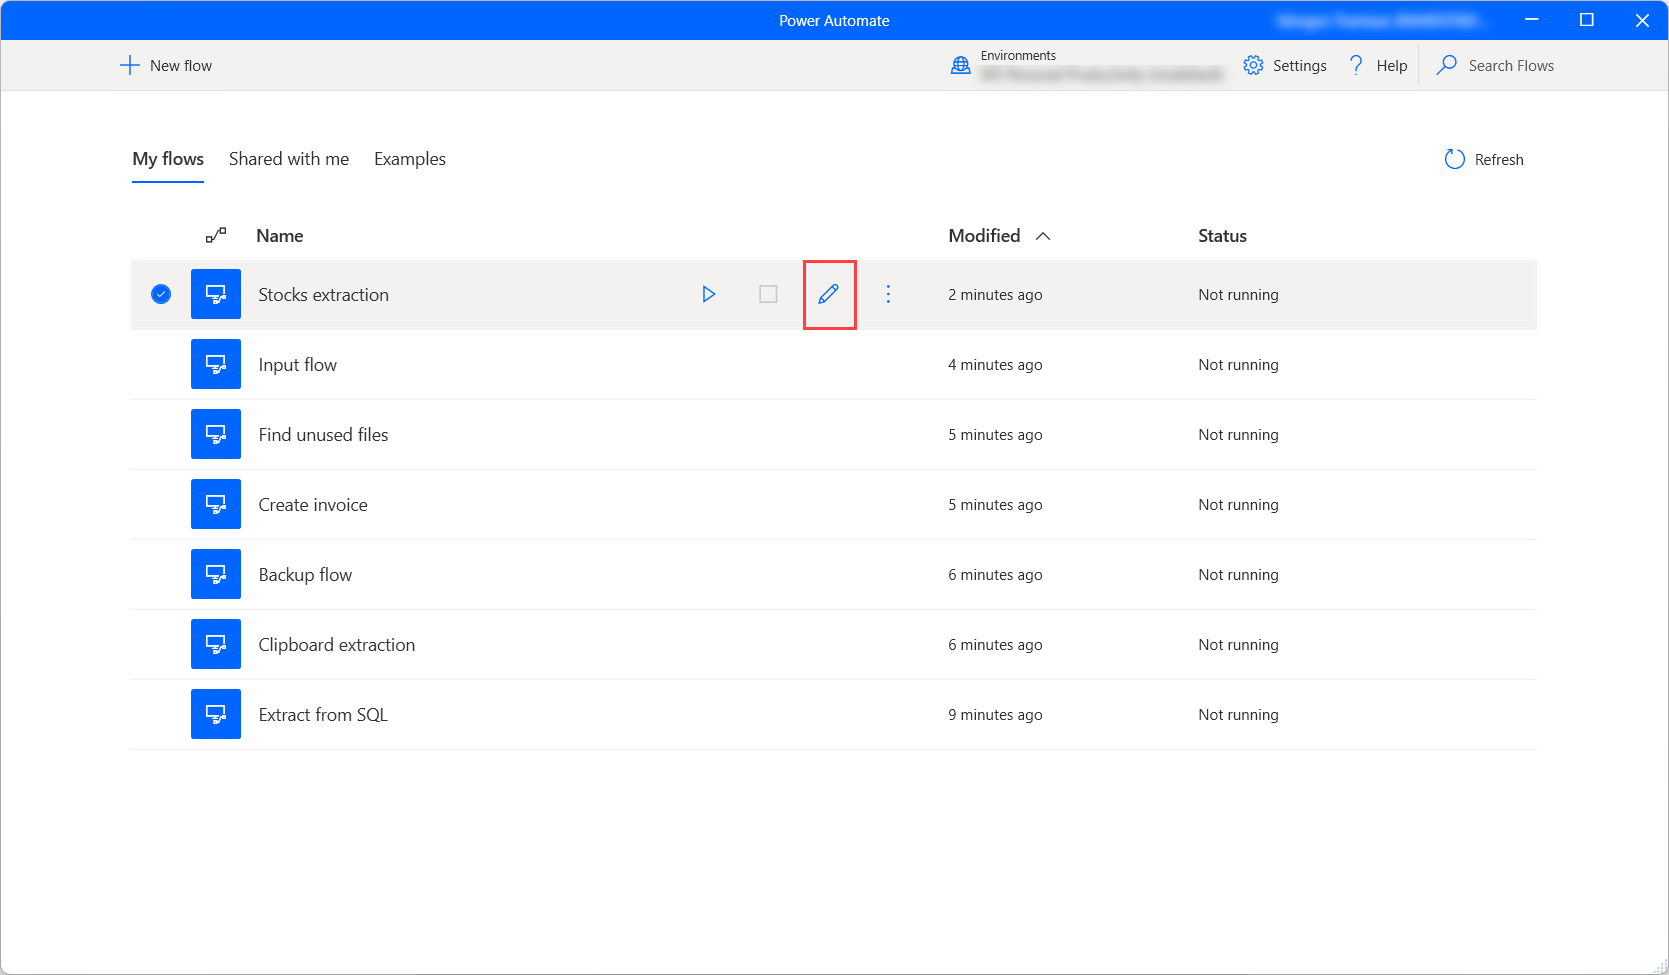 Power Automate
New flow
Environments
Settings
Help
Search Flows
My flows
Shared with me
Examples
Refresh
Name
Modified
Status
Stocks extraction
2 minutes ago
Not running
Input flow
4 minutes ago
Not running
Find unused files
5 minutes ago
Not running
Create invoice
5 minutes ago
Not running
Backup flow
6 minutes ago
Not running
Clipboard extraction
6 minutes ago
Not running
Extract from SQL
9 minutes ago
Not running